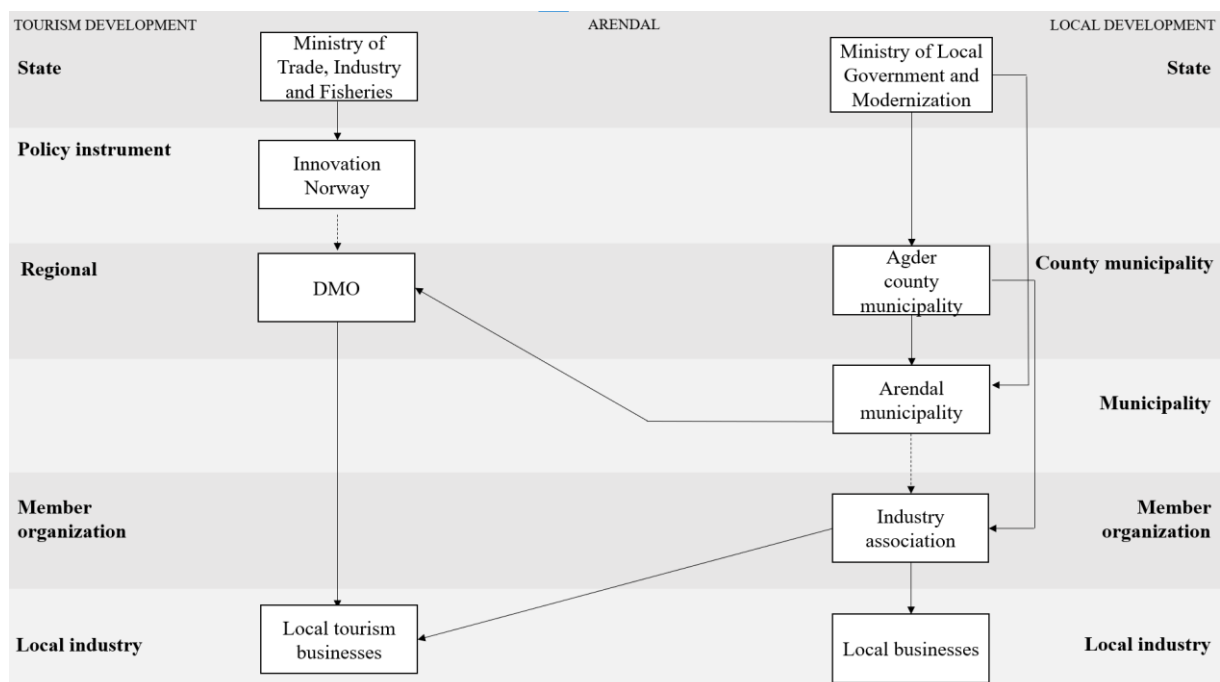 TOURISM DEVELOPMENT
ARENDAL
LOCAL DEVELOPMENT
State
Ministry of
Trade, Industry
and Fisheries
Ministry of Local
Government and
Modernization
State
Policy instrument
Innovation
Norway
Regional
DMO
Agder
county
municipality
County municipality
Arendal
municipality
Municipality
Member
organization
Industry
association
Member
organization
Local industry
Local tourism
businesses
Local businesses
Local industry